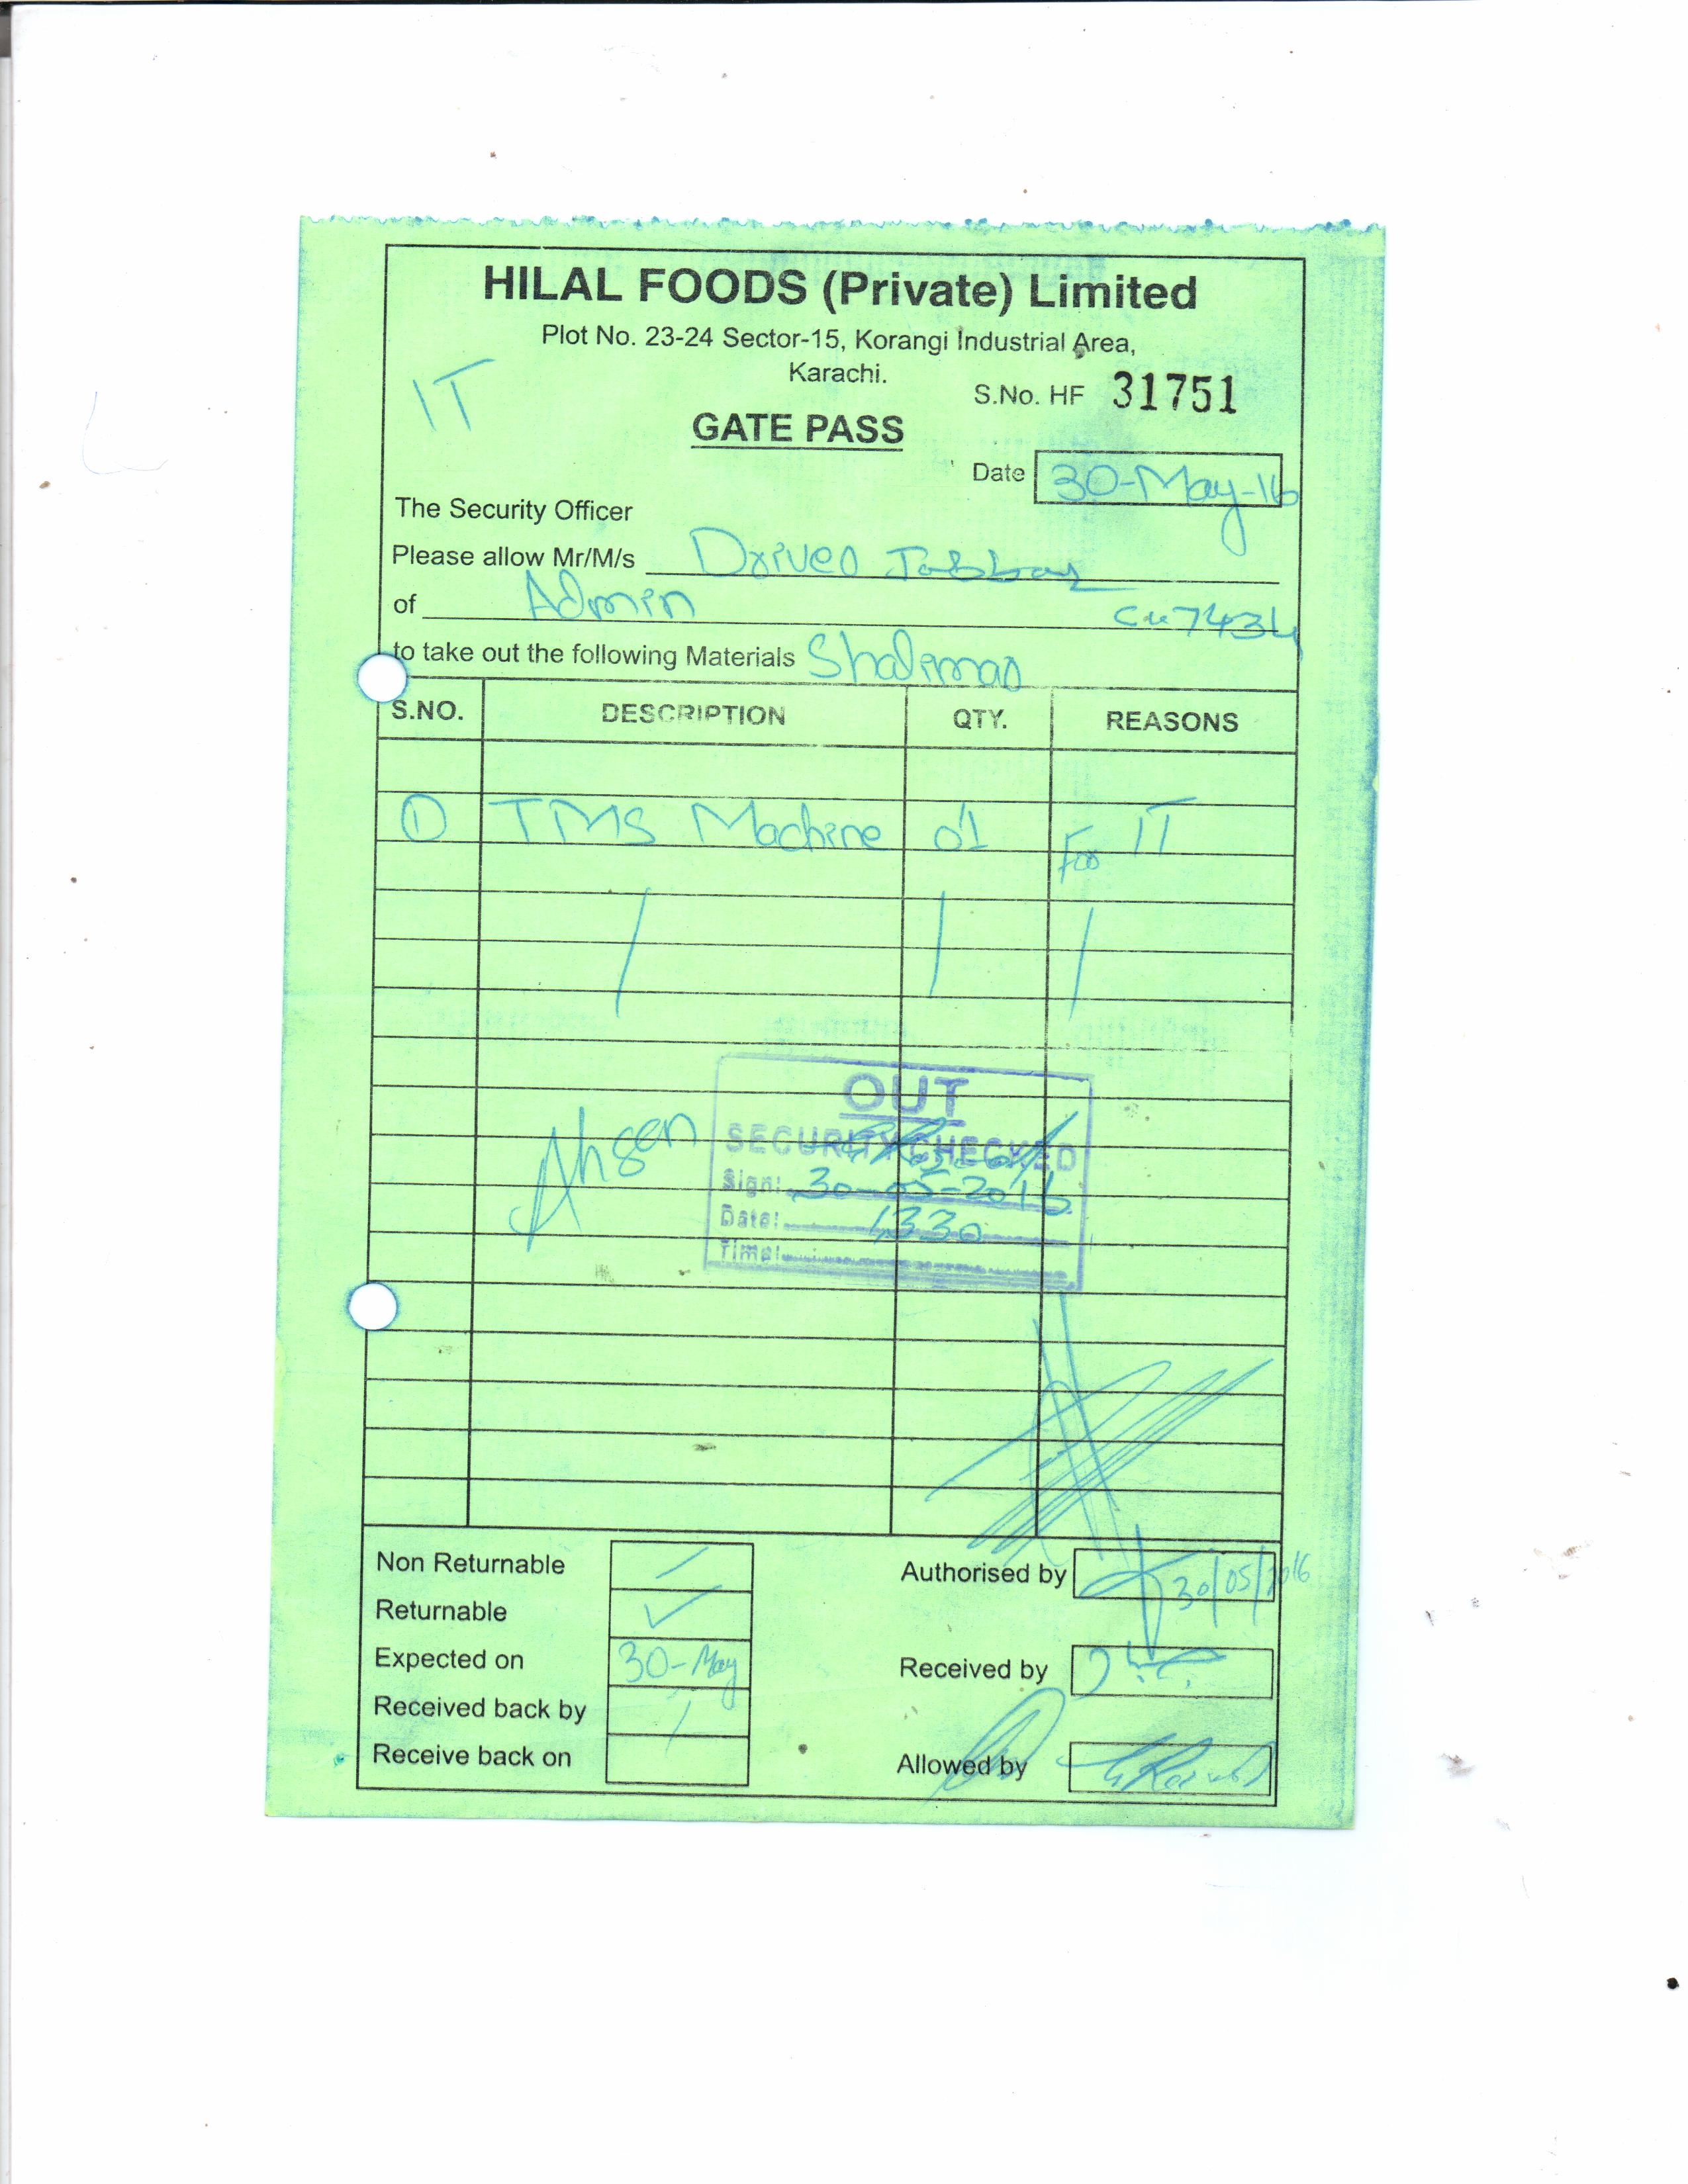 HILAL FOODS (Private) Limited
Plot No. 23-24 Sector-15, Korangi Industrial Area,
Karachi.
IT
S.No. HF 31751
GATE PASS
Date 30-May-16
The Security Officer
Please allow Mr/M/s Driver Jabbar
of Admin
to take out the following Materials Shalimar
S.NO. DESCRIPTION QTY. REASONS
1 TMS Machine 01 For IT
OUT
SECURITY CHECKED
Ahsan
Sign: 30-05-2016
Date: 1330
Time:
Non Returnable
Authorised by 30/05/2016
Returnable ✓
Expected on 30-May
Received by
Received back by
Receive back on
Allowed by